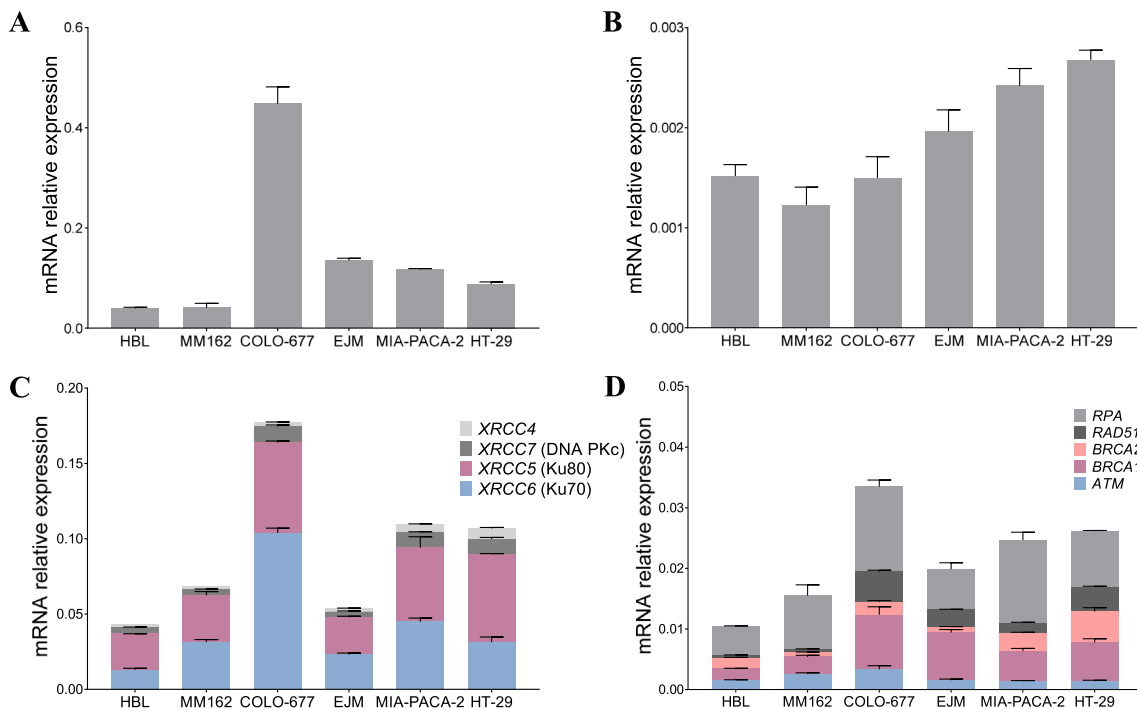 A
mRNA relative expression
0.6
0.4
0.2
0.0
HBL MM162 COLO-677 EJM MIA-PACA-2 HT-29
B
mRNA relative expression
0.003
0.002
0.001
0.000
HBL MM162 COLO-677 EJM MIA-PACA-2 HT-29
C
mRNA relative expression
0.20
0.15
0.10
0.05
0.00
XRCC4
XRCC7 (DNA PKc)
XRCC5 (Ku80)
XRCC6 (Ku70)
HBL MM162 COLO-677 EJM MIA-PACA-2 HT-29
D
mRNA relative expression
0.05
0.04
0.03
0.02
0.01
0.00
RPA
RAD51
BRCA2
BRCA1
ATM
HBL MM162 COLO-677 EJM MIA-PACA-2 HT-29